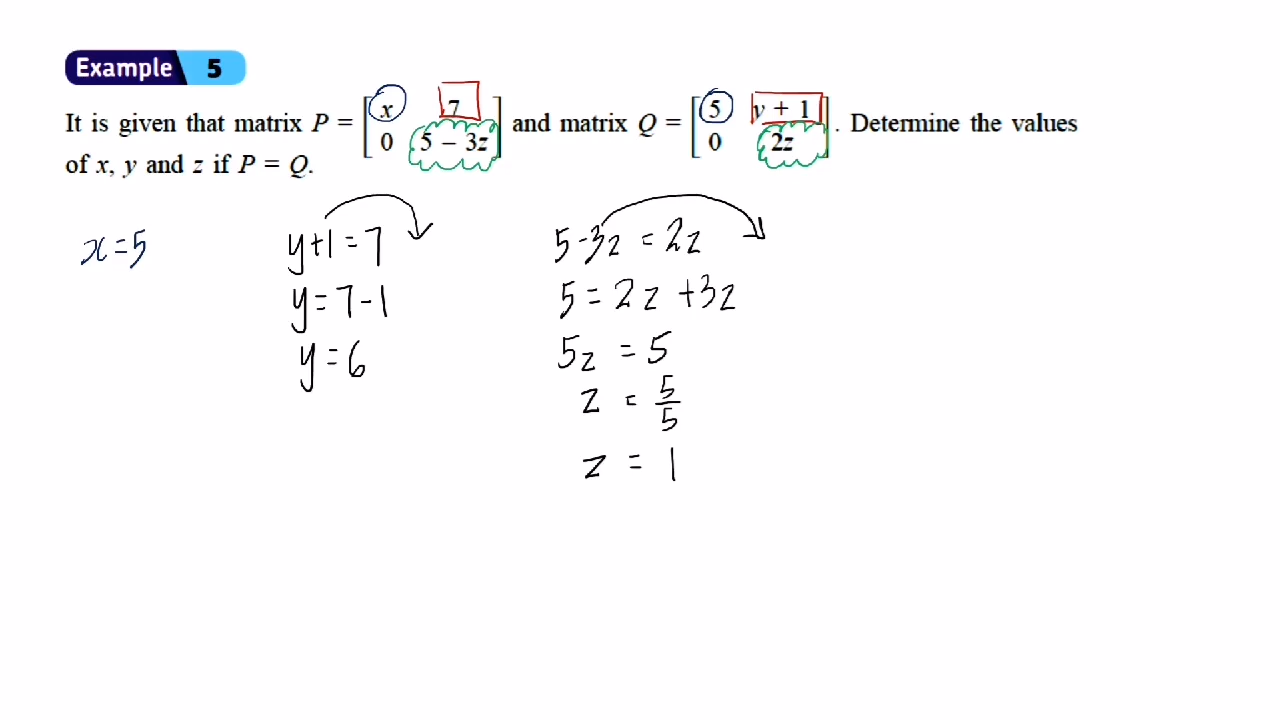 Example 5
It is given that matrix P = [x 7; 0 5 − 3z] and matrix Q = [5 y + 1; 0 2z]. Determine the values
of x, y and z if P = Q.
x = 5
y + 1 = 7
y = 7 - 1
y = 6
5 - 3z = 2z
5 = 2z + 3z
5z = 5
z = 5/5
z = 1